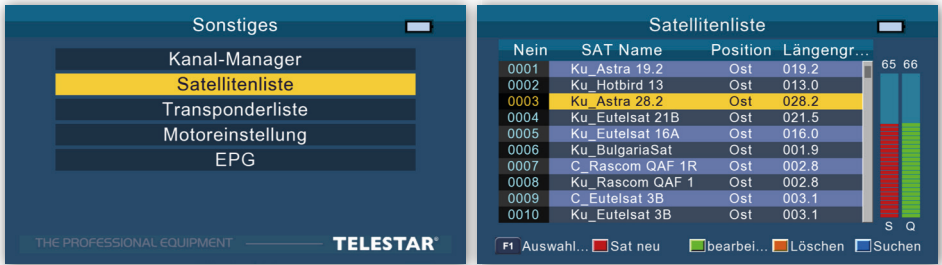 Sonstiges
Kanal-Manager
Satellitenliste
Transponderliste
Motoreinstellung
EPG
THE PROFESSIONAL EQUIPMENT
TELESTAR®
Satellitenliste
Nein SAT Name Position Längengr...
0001 Ku_Astra 19.2 Ost 019.2
0002 Ku_Hotbird 13 Ost 013.0
0003 Ku_Astra 28.2 Ost 028.2
0004 Ku_Eutelsat 21B Ost 021.5
0005 Ku_Eutelsat 16A Ost 016.0
0006 Ku_BulgariaSat Ost 001.9
0007 C_Rascom QAF 1R Ost 002.8
0008 Ku_Rascom QAF 1 Ost 002.8
0009 C_Eutelsat 3B Ost 003.1
0010 Ku_Eutelsat 3B Ost 003.1
65 66
S Q
F1 Auswahl... Sat neu bearbei... Löschen Suchen